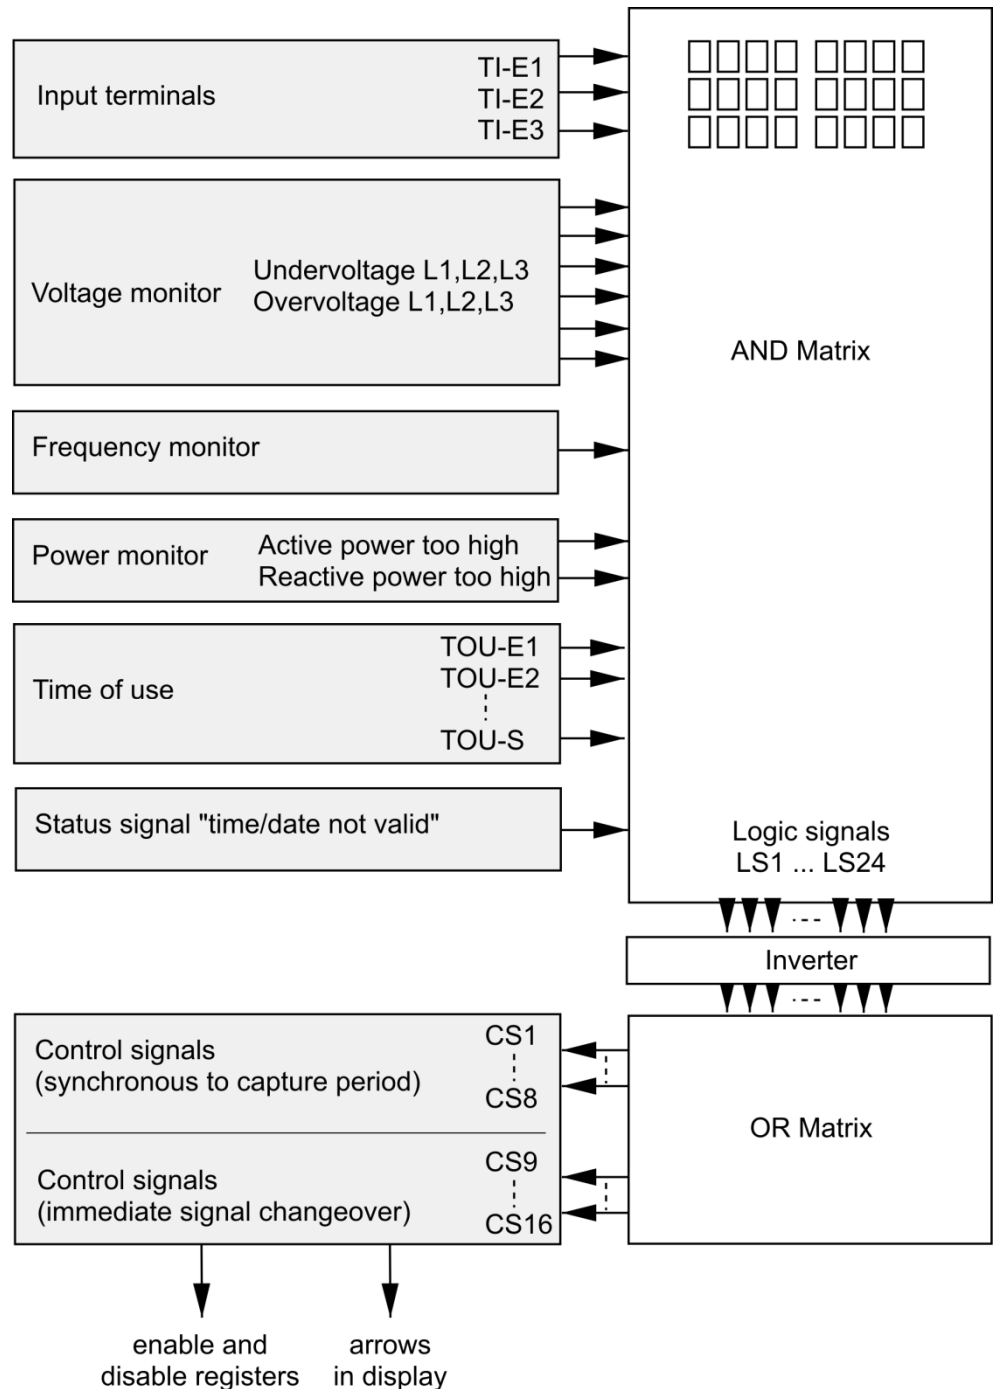 Input terminals
TI-E1
TI-E2
TI-E3
Voltage monitor
Undervoltage L1,L2,L3
Overvoltage L1,L2,L3
AND Matrix
Frequency monitor
Power monitor
Active power too high
Reactive power too high
Time of use
TOU-E1
TOU-E2
TOU-S
Status signal "time/date not valid"
Logic signals
LS1 ... LS24
Inverter
Control signals
(synchronous to capture period)
CS1
CS8
OR Matrix
Control signals
(immediate signal changeover)
CS9
CS16
enable and
disable registers
arrows
in display